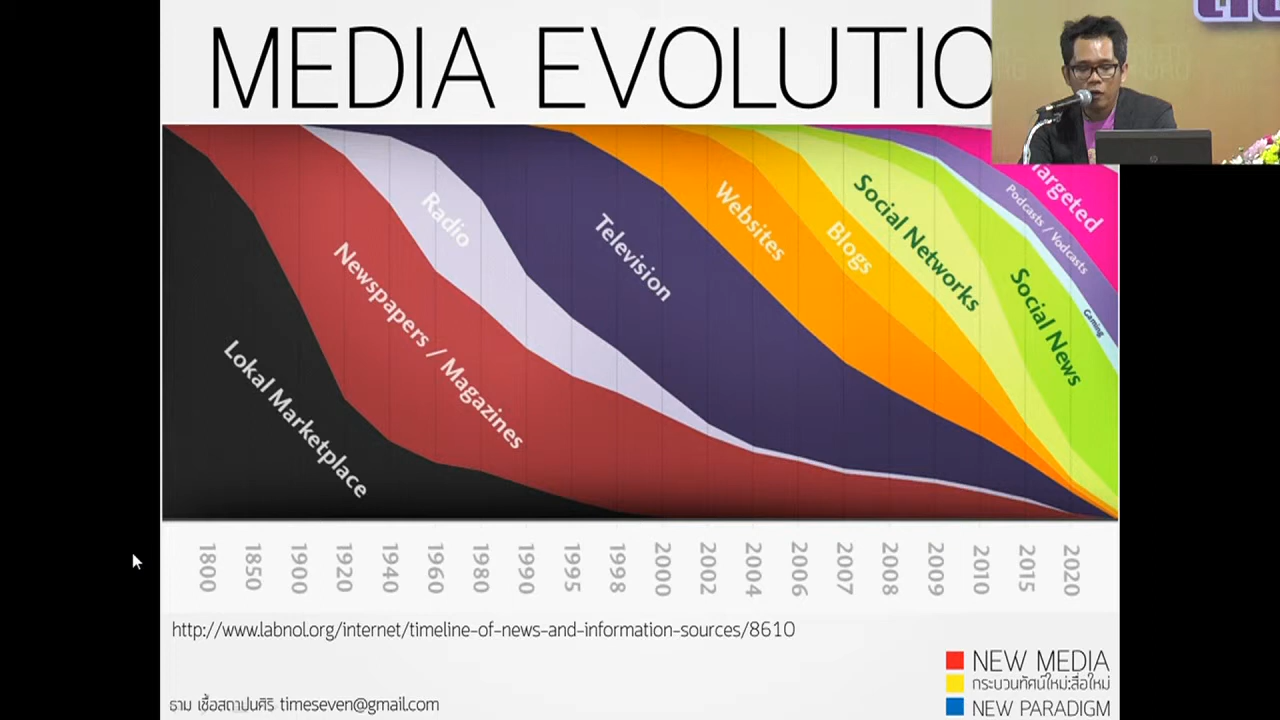 MEDIA EVOLUTIO
Targeted
Podcasts / Vodcasts
Gaming
Social News
Social Networks
Blogs
Websites
Television
Radio
Newspapers / Magazines
Lokal Marketplace
1800
1850
1900
1920
1940
1960
1980
1990
1995
1998
2000
2002
2004
2006
2007
2008
2009
2010
2015
2020
http://www.labnol.org/internet/timeline-of-news-and-information-sources/8610
NEW MEDIA
กระบวนทัศน์ใหม่:สื่อใหม่
NEW PARADIGM
ธาม เชื้อสถาปนศิริ timeseven@gmail.com